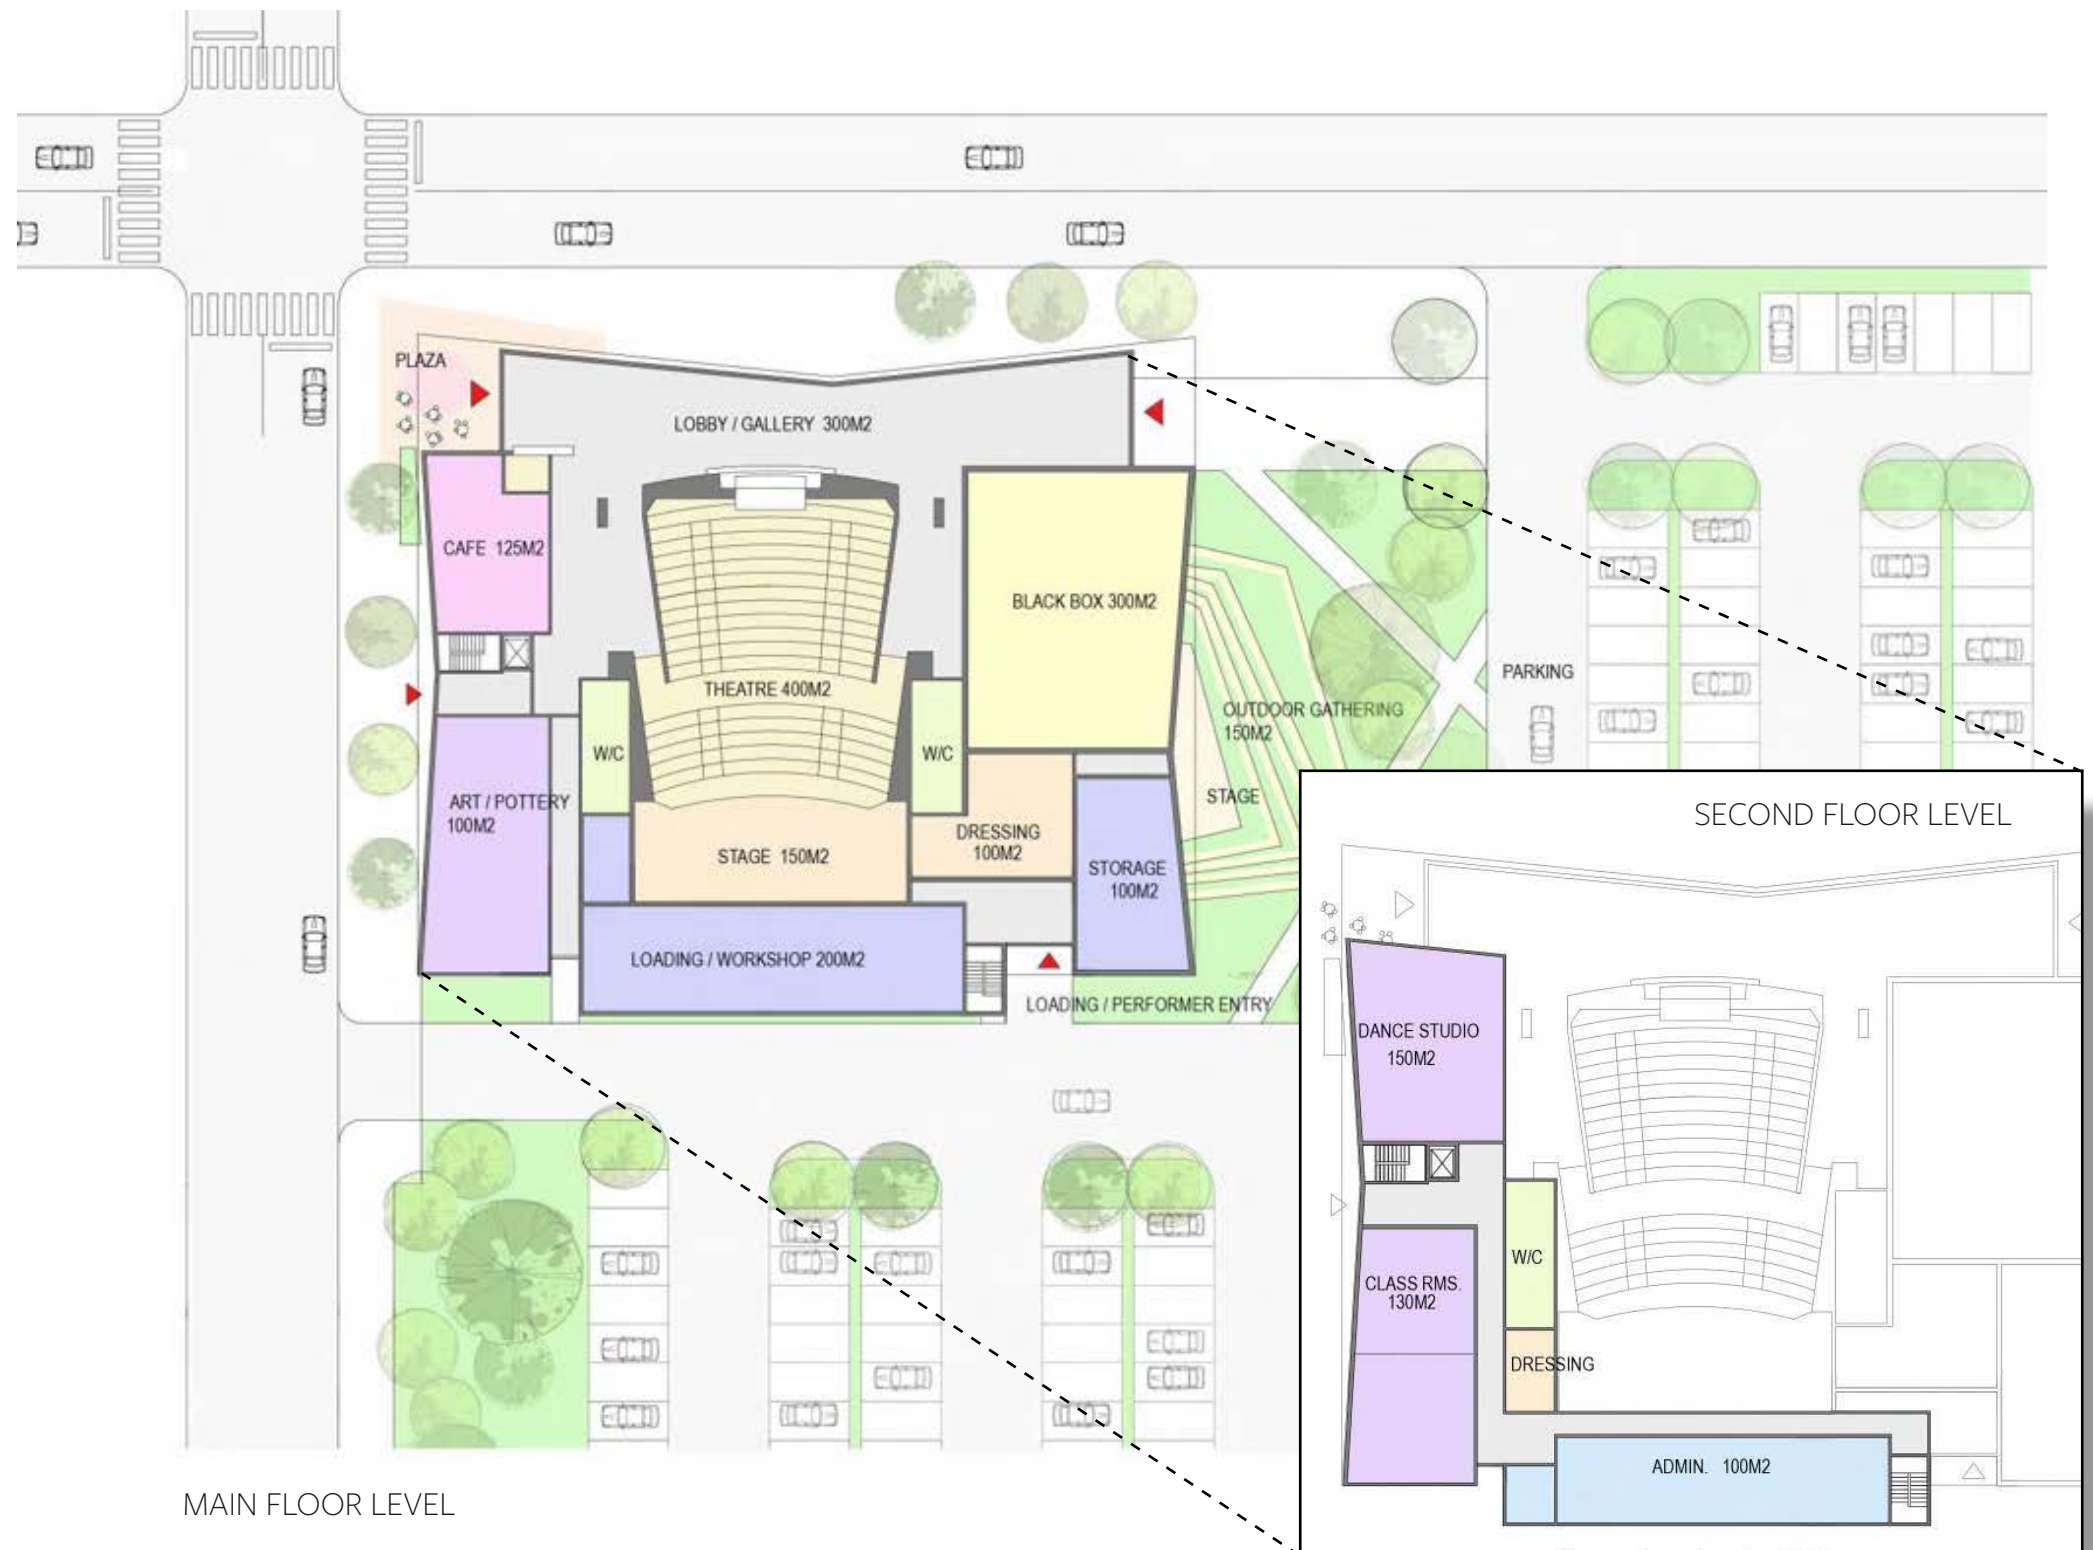 PLAZA
LOBBY / GALLERY 300M2
CAFE 125M2
BLACK BOX 300M2
THEATRE 400M2
PARKING
OUTDOOR GATHERING
150M2
W/C
W/C
ART / POTTERY
100M2
STAGE
DRESSING
100M2
STAGE 150M2
STORAGE
100M2
LOADING / WORKSHOP 200M2
LOADING / PERFORMER ENTRY
MAIN FLOOR LEVEL
SECOND FLOOR LEVEL
DANCE STUDIO
150M2
W/C
CLASS RMS.
130M2
DRESSING
ADMIN. 100M2